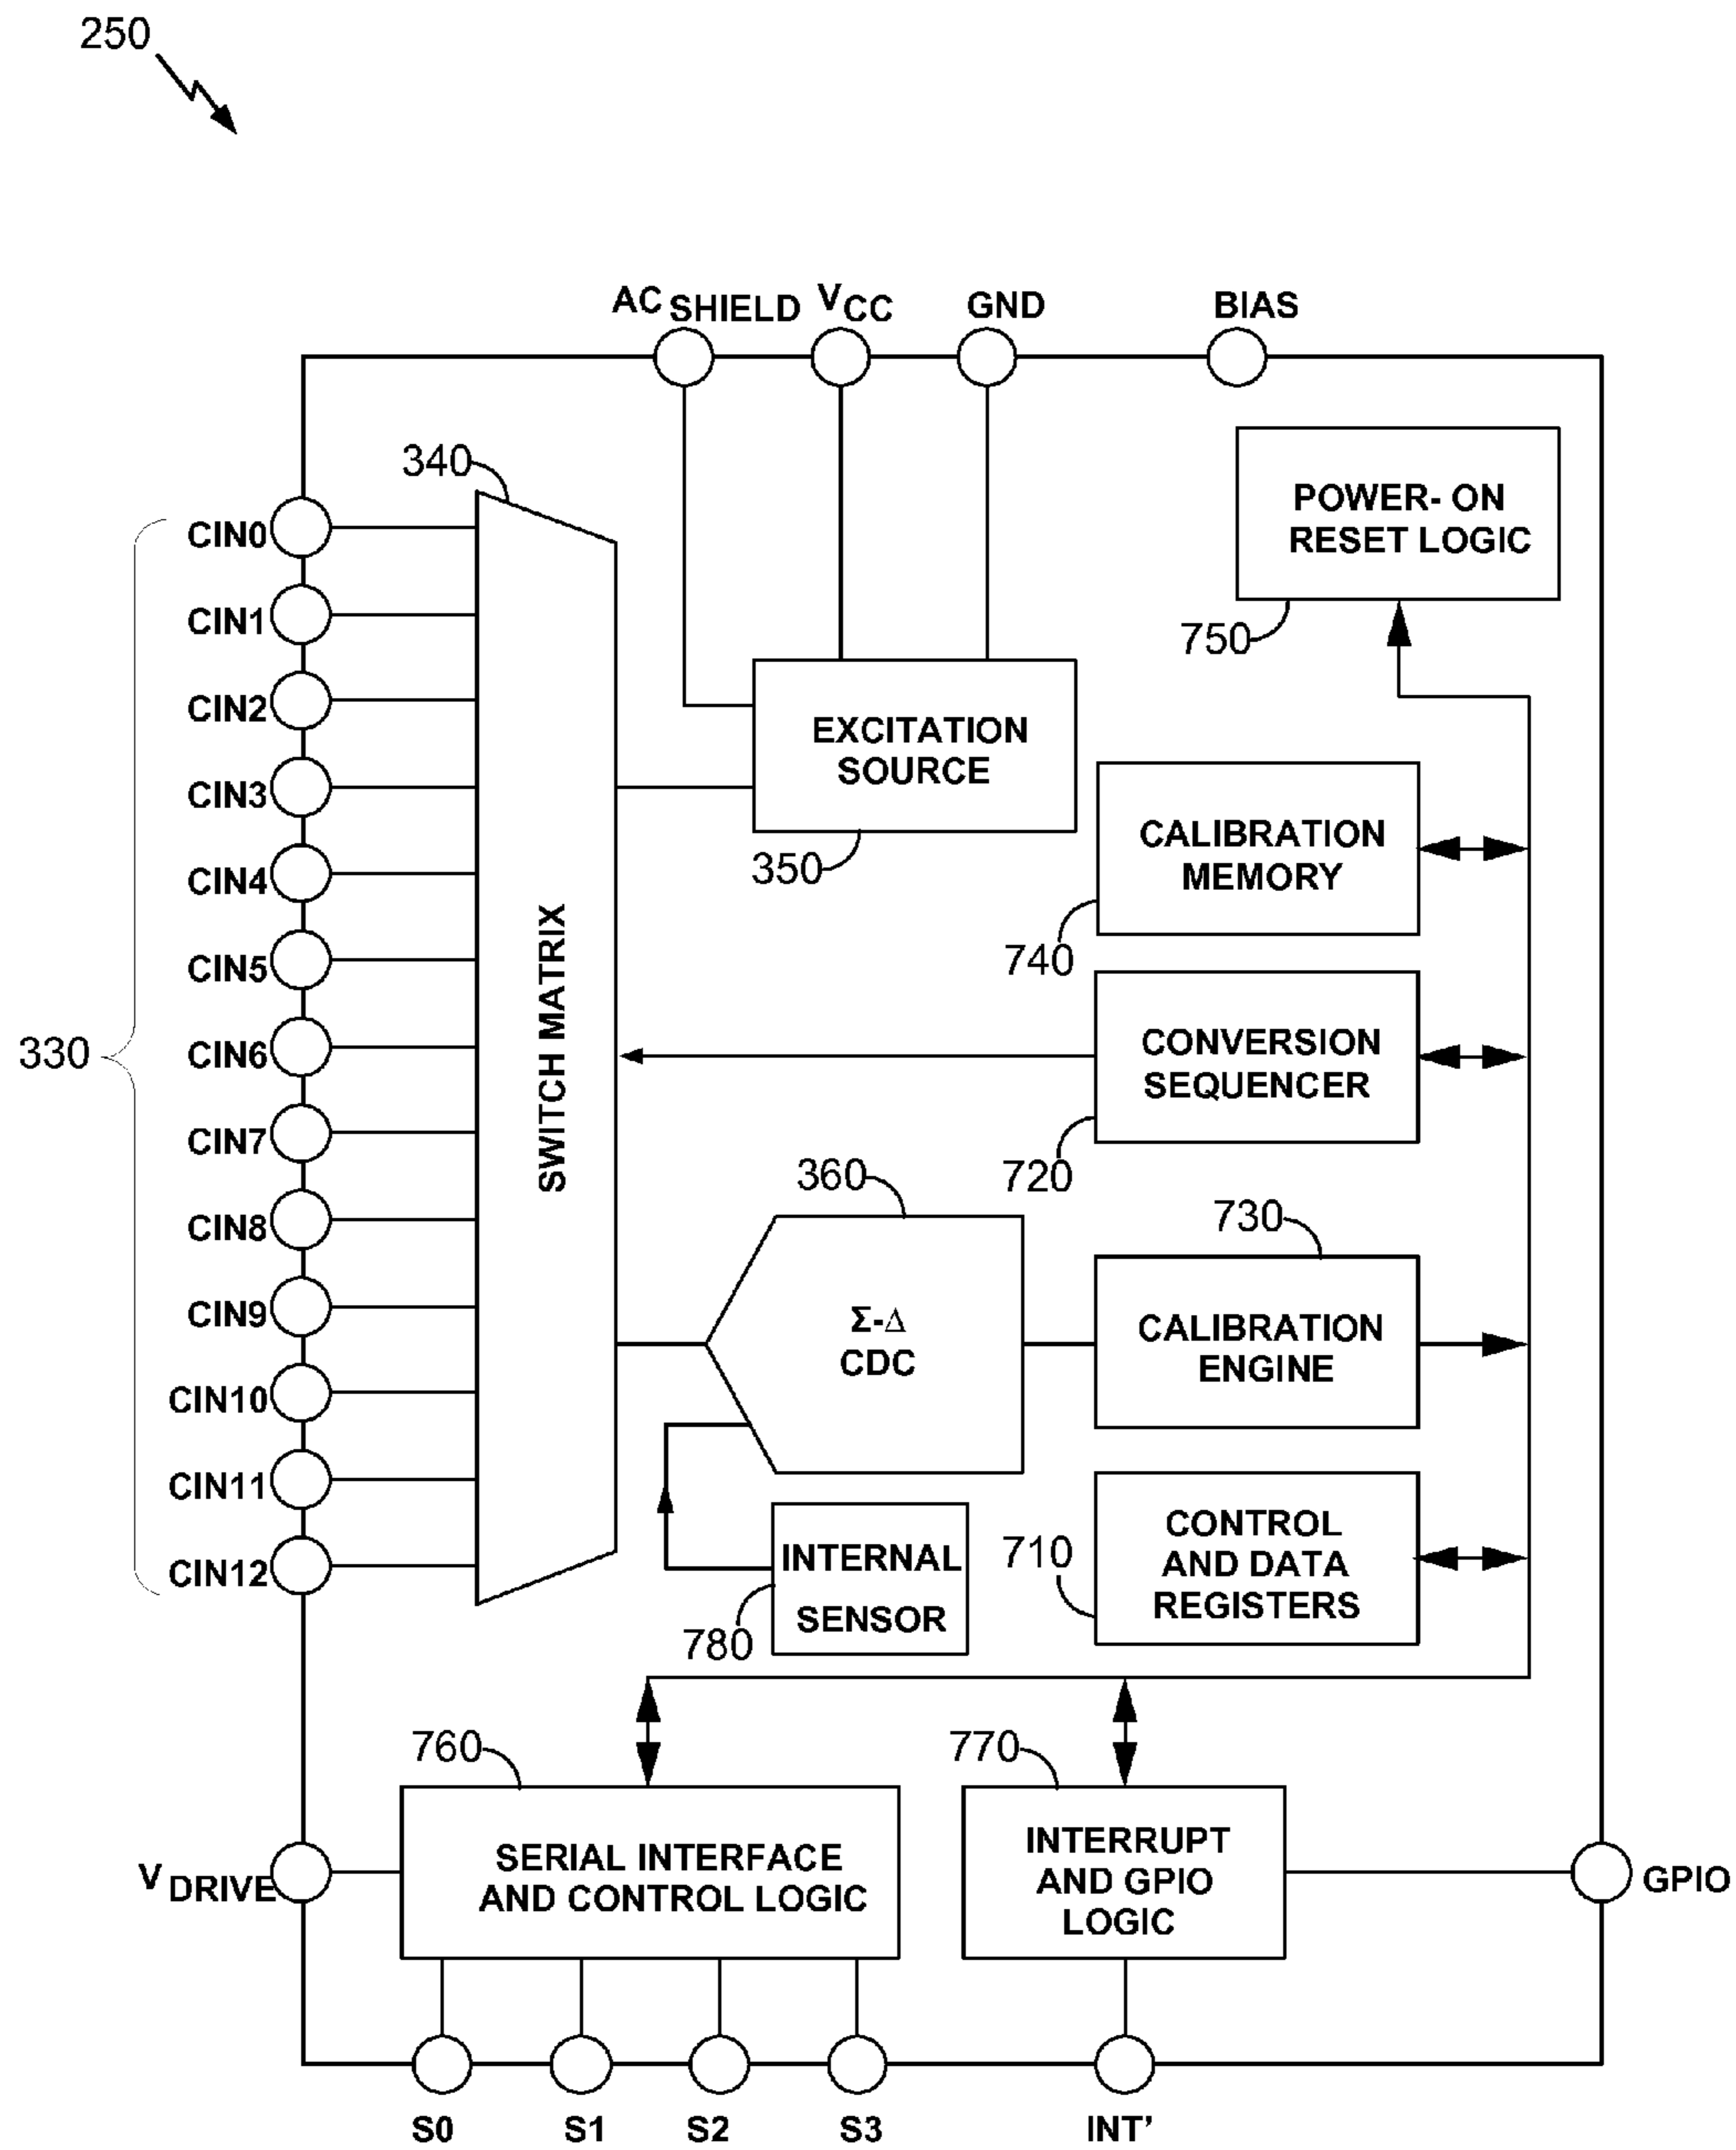 250
AC SHIELD
VCC
GND
BIAS
340
POWER- ON
RESET LOGIC
750
330
CIN0
CIN1
CIN2
CIN3
CIN4
CIN5
CIN6
CIN7
CIN8
CIN9
CIN10
CIN11
CIN12
SWITCH MATRIX
EXCITATION
SOURCE
350
CALIBRATION
MEMORY
740
CONVERSION
SEQUENCER
720
360
Σ-Δ
CDC
730
CALIBRATION
ENGINE
INTERNAL
SENSOR
780
710
CONTROL
AND DATA
REGISTERS
760
770
V DRIVE
SERIAL INTERFACE
AND CONTROL LOGIC
INTERRUPT
AND GPIO
LOGIC
GPIO
S0
S1
S2
S3
INT’